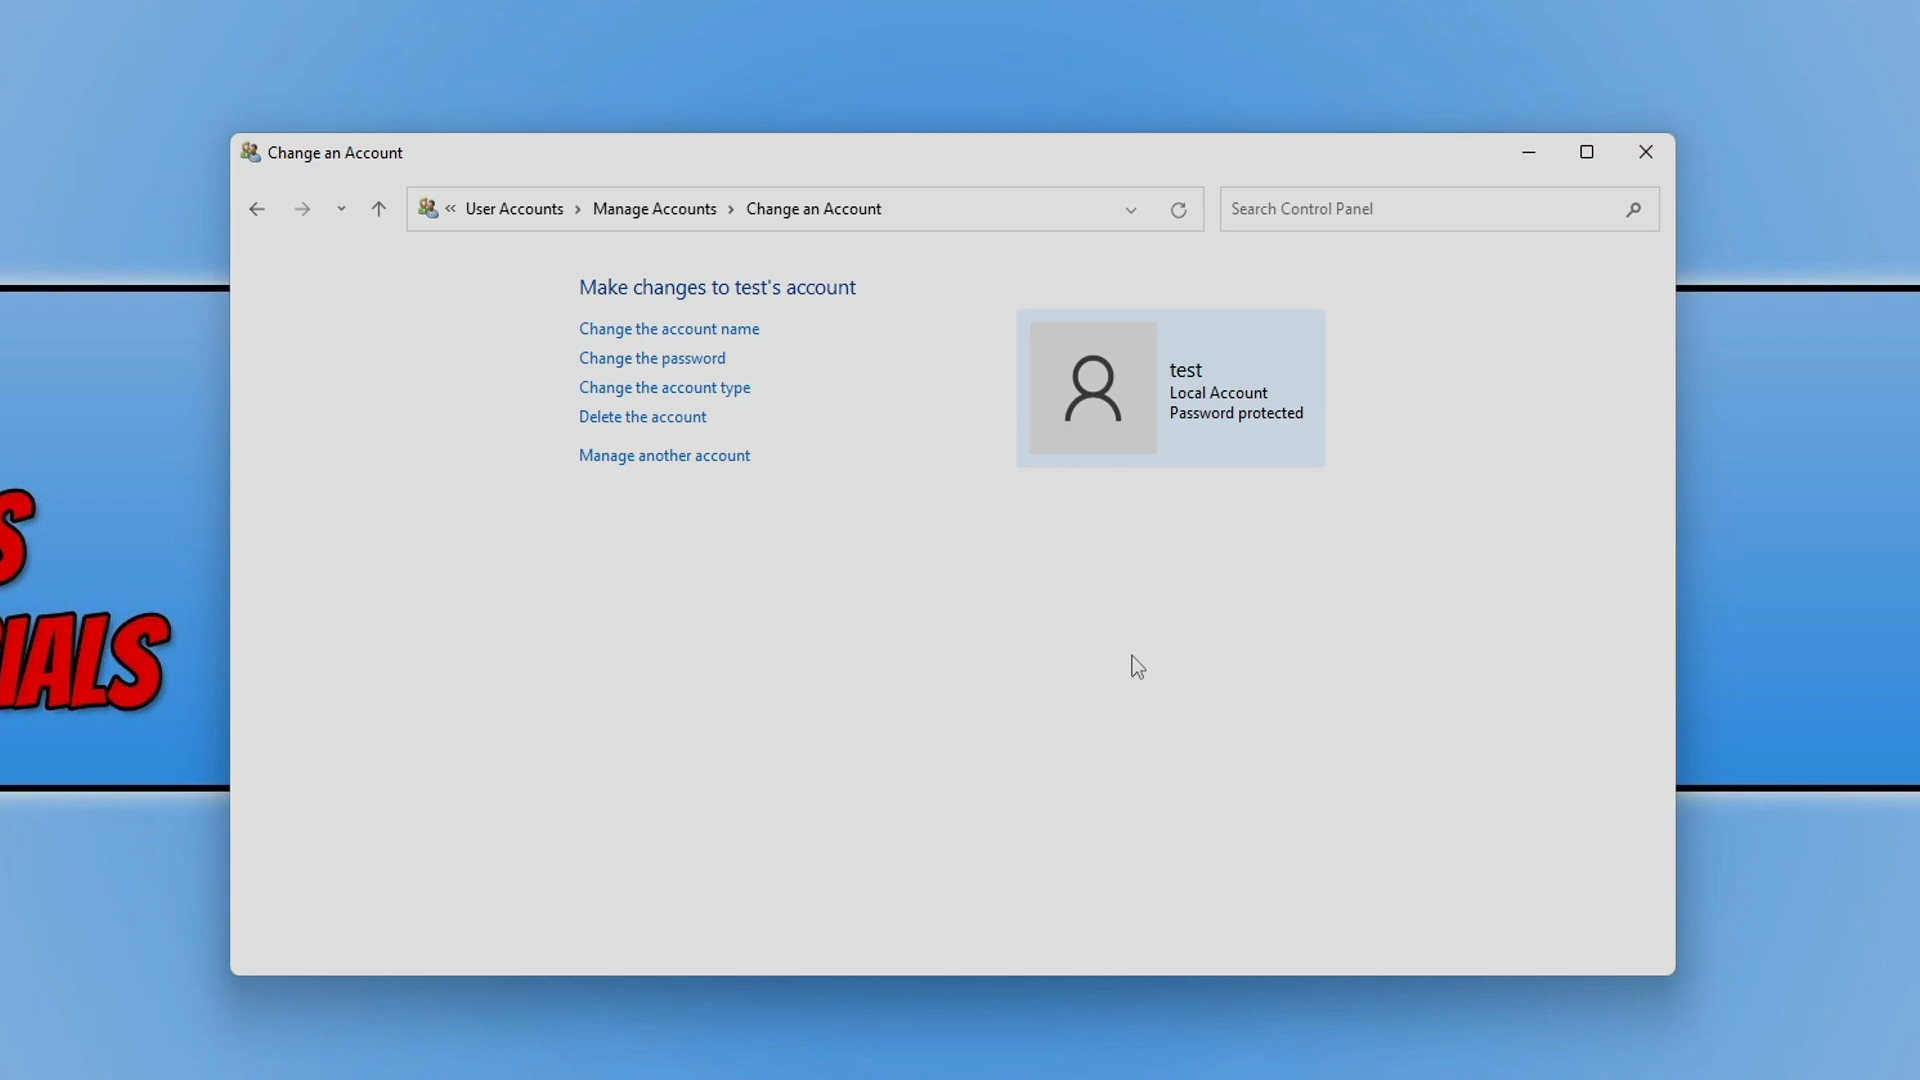 Change an Account
« User Accounts › Manage Accounts › Change an Account
Search Control Panel
Make changes to test's account
Change the account name
Change the password
Change the account type
Delete the account
Manage another account
test
Local Account
Password protected
S
IALS